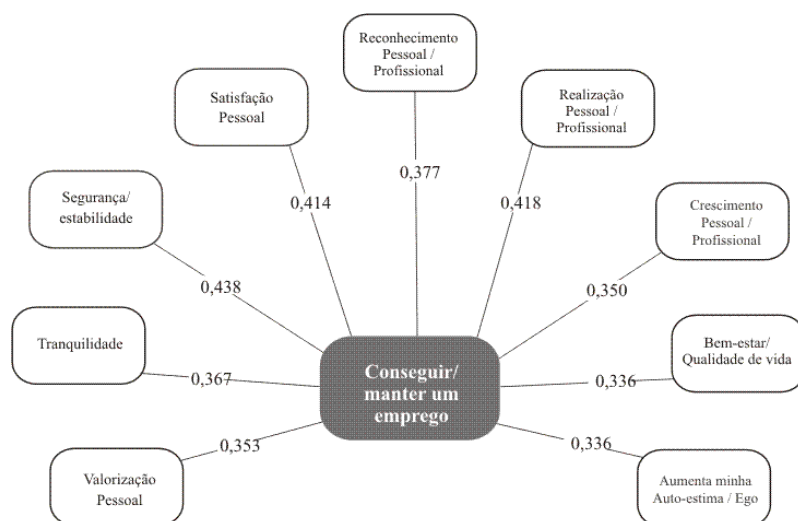 Reconhecimento
Pessoal /
Profissional
Satisfação
Pessoal
Realização
Pessoal /
Profissional
0,377
0,414
0,418
Segurança/
estabilidade
Crescimento
Pessoal /
Profissional
0,438
0,350
Tranquilidade
Conseguir/
manter um
emprego
Bem-estar/
Qualidade de vida
0,367
0,336
0,353
0,336
Valorização
Pessoal
Aumenta minha
Auto-estima / Ego